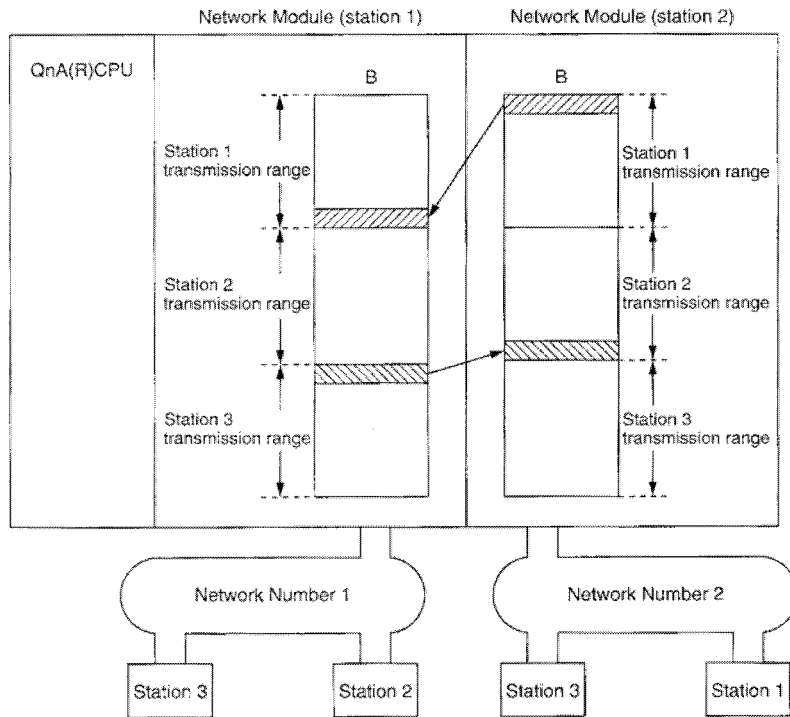 Network Module (station 1)
Network Module (station 2)
QnA(R)CPU
B
B
Station 1
transmission range
Station 1
transmission range
Station 2
transmission range
Station 2
transmission range
Station 3
transmission range
Station 3
transmission range
Network Number 1
Network Number 2
Station 3
Station 2
Station 3
Station 1